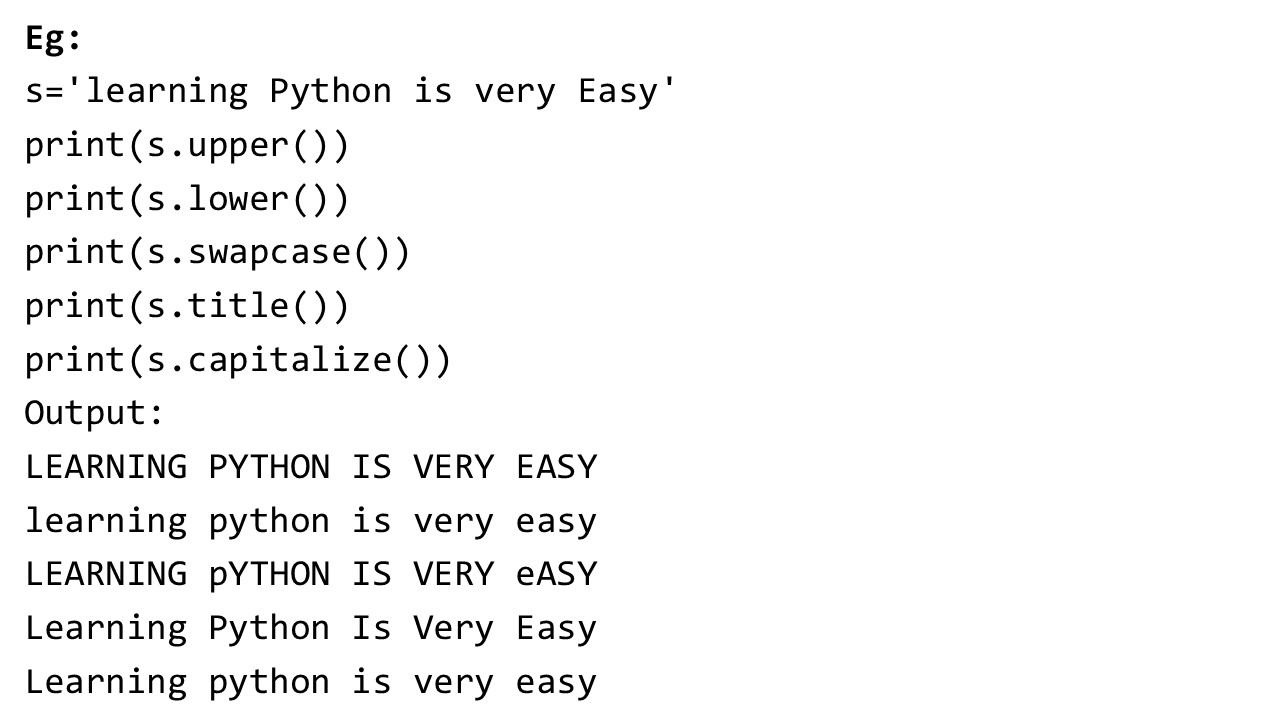 Eg:
s='learning Python is very Easy'
print(s.upper())
print(s.lower())
print(s.swapcase())
print(s.title())
print(s.capitalize())
Output:
LEARNING PYTHON IS VERY EASY
learning python is very easy
LEARNING pYTHON IS VERY eASY
Learning Python Is Very Easy
Learning python is very easy